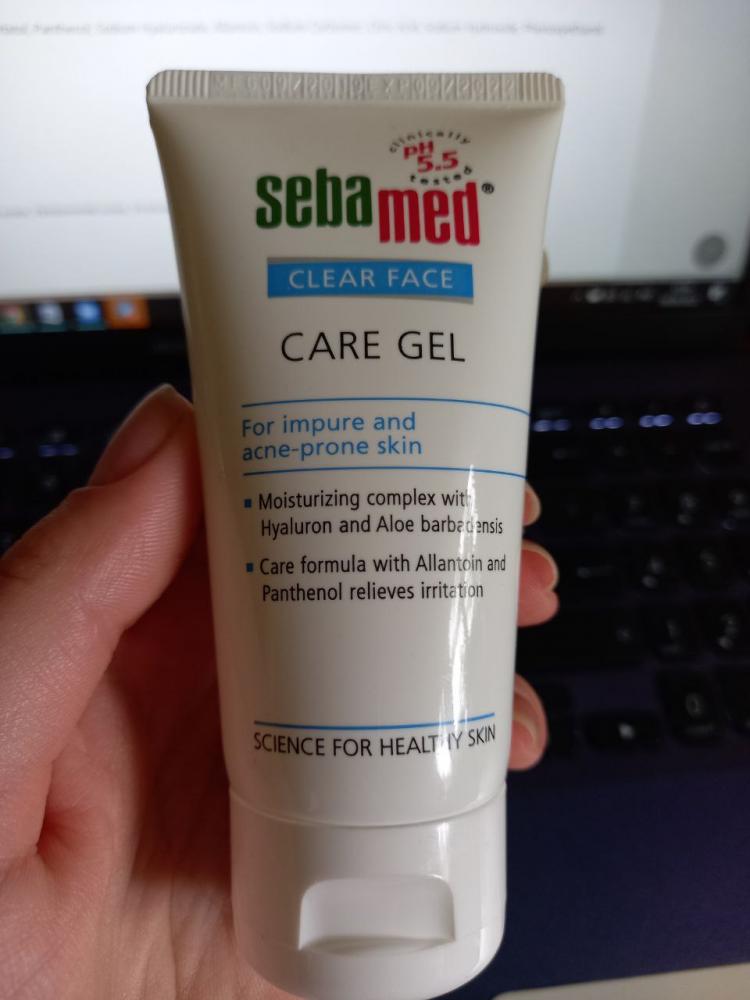 clinically
pH
5.5
tested
sebamed®
CLEAR FACE
CARE GEL
For impure and
acne-prone skin
▪ Moisturizing complex with
Hyaluron and Aloe barbadensis
▪ Care formula with Allantoin and
Panthenol relieves irritation
SCIENCE FOR HEALTHY SKIN